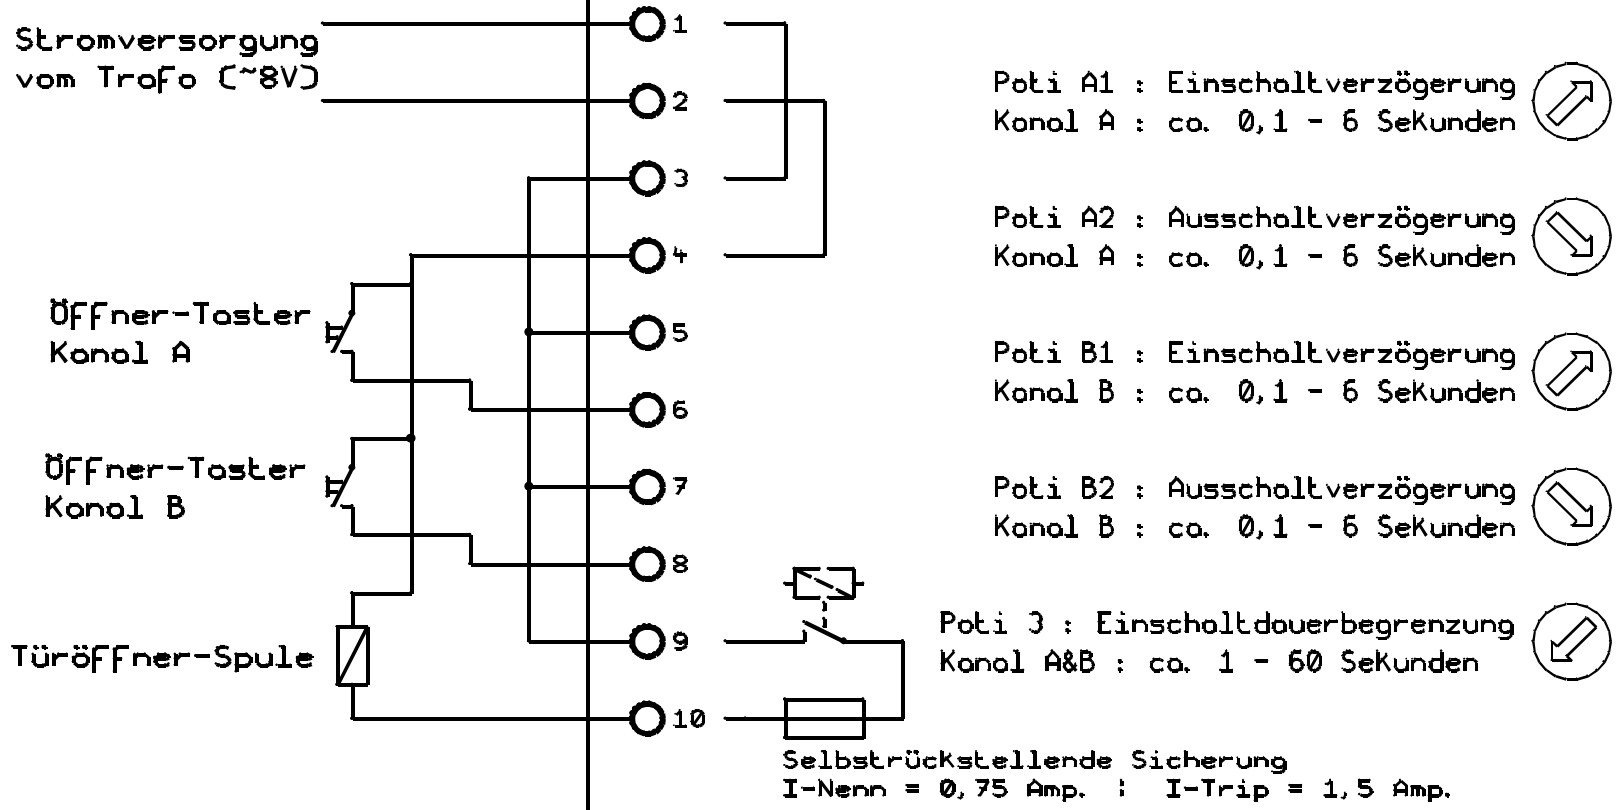 Stromversorgung
vom Trafo (~8V)
Öffner-Taster
Kanal A
Öffner-Taster
Kanal B
Türöffner-Spule
1
2
3
4
5
6
7
8
9
10
Poti A1 : Einschaltverzögerung
Kanal A : ca. 0,1 - 6 Sekunden
Poti A2 : Ausschaltverzögerung
Kanal A : ca. 0,1 - 6 Sekunden
Poti B1 : Einschaltverzögerung
Kanal B : ca. 0,1 - 6 Sekunden
Poti B2 : Ausschaltverzögerung
Kanal B : ca. 0,1 - 6 Sekunden
Poti 3 : Einschaltdauerbegrenzung
Kanal A&B : ca. 1 - 60 Sekunden
Selbstrückstellende Sicherung
I-Nenn = 0,75 Amp. ¦ I-Trip = 1,5 Amp.